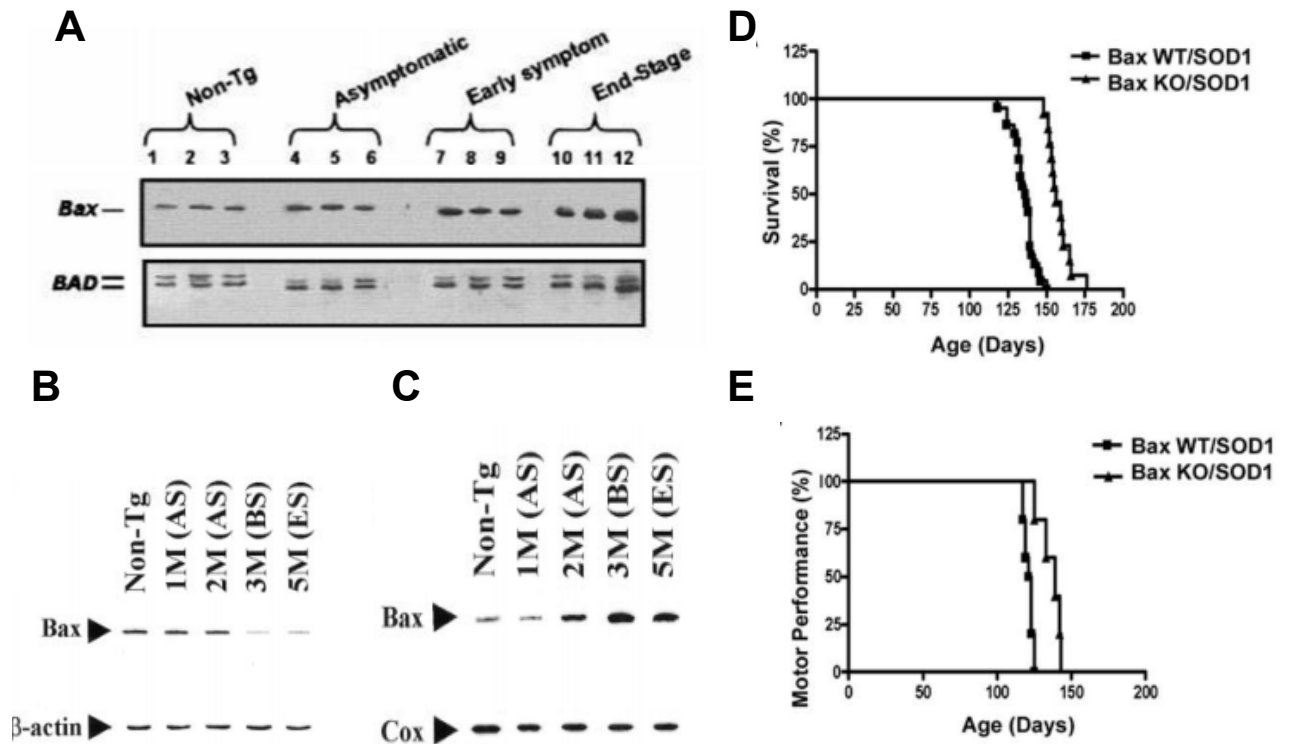 A
Non-Tg Asymptomatic Early symptom End-Stage
1 2 3 4 5 6 7 8 9 10 11 12
Bax
BAD
B
Non-Tg 1M (AS) 2M (AS) 3M (BS) 5M (ES)
Bax
β-actin
C
Non-Tg 1M (AS) 2M (AS) 3M (BS) 5M (ES)
Bax
Cox
D
Bax WT/SOD1
Bax KO/SOD1
Survival (%)
125
100
75
50
25
0
0 25 50 75 100 125 150 175 200
Age (Days)
E
Bax WT/SOD1
Bax KO/SOD1
Motor Performance (%)
125
100
75
50
25
0
0 50 100 150 200
Age (Days)